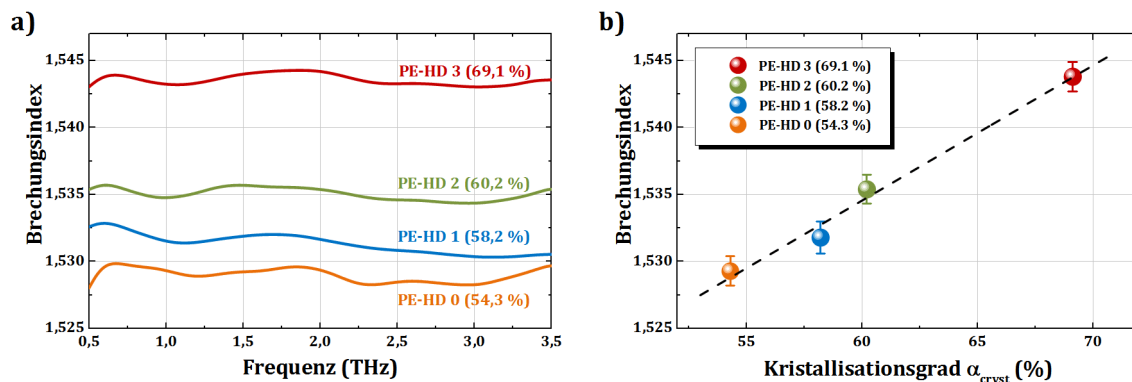 a)
Brechungsindex
1,545
1,540
1,535
1,530
1,525
PE-HD 3 (69,1 %)
PE-HD 2 (60,2 %)
PE-HD 1 (58,2 %)
PE-HD 0 (54,3 %)
0,5
1,0
1,5
2,0
2,5
3,0
3,5
Frequenz (THz)
b)
Brechungsindex
1,545
1,540
1,535
1,530
1,525
PE-HD 3 (69.1 %)
PE-HD 2 (60.2 %)
PE-HD 1 (58.2 %)
PE-HD 0 (54.3 %)
55
60
65
70
Kristallisationsgrad αcryst (%)